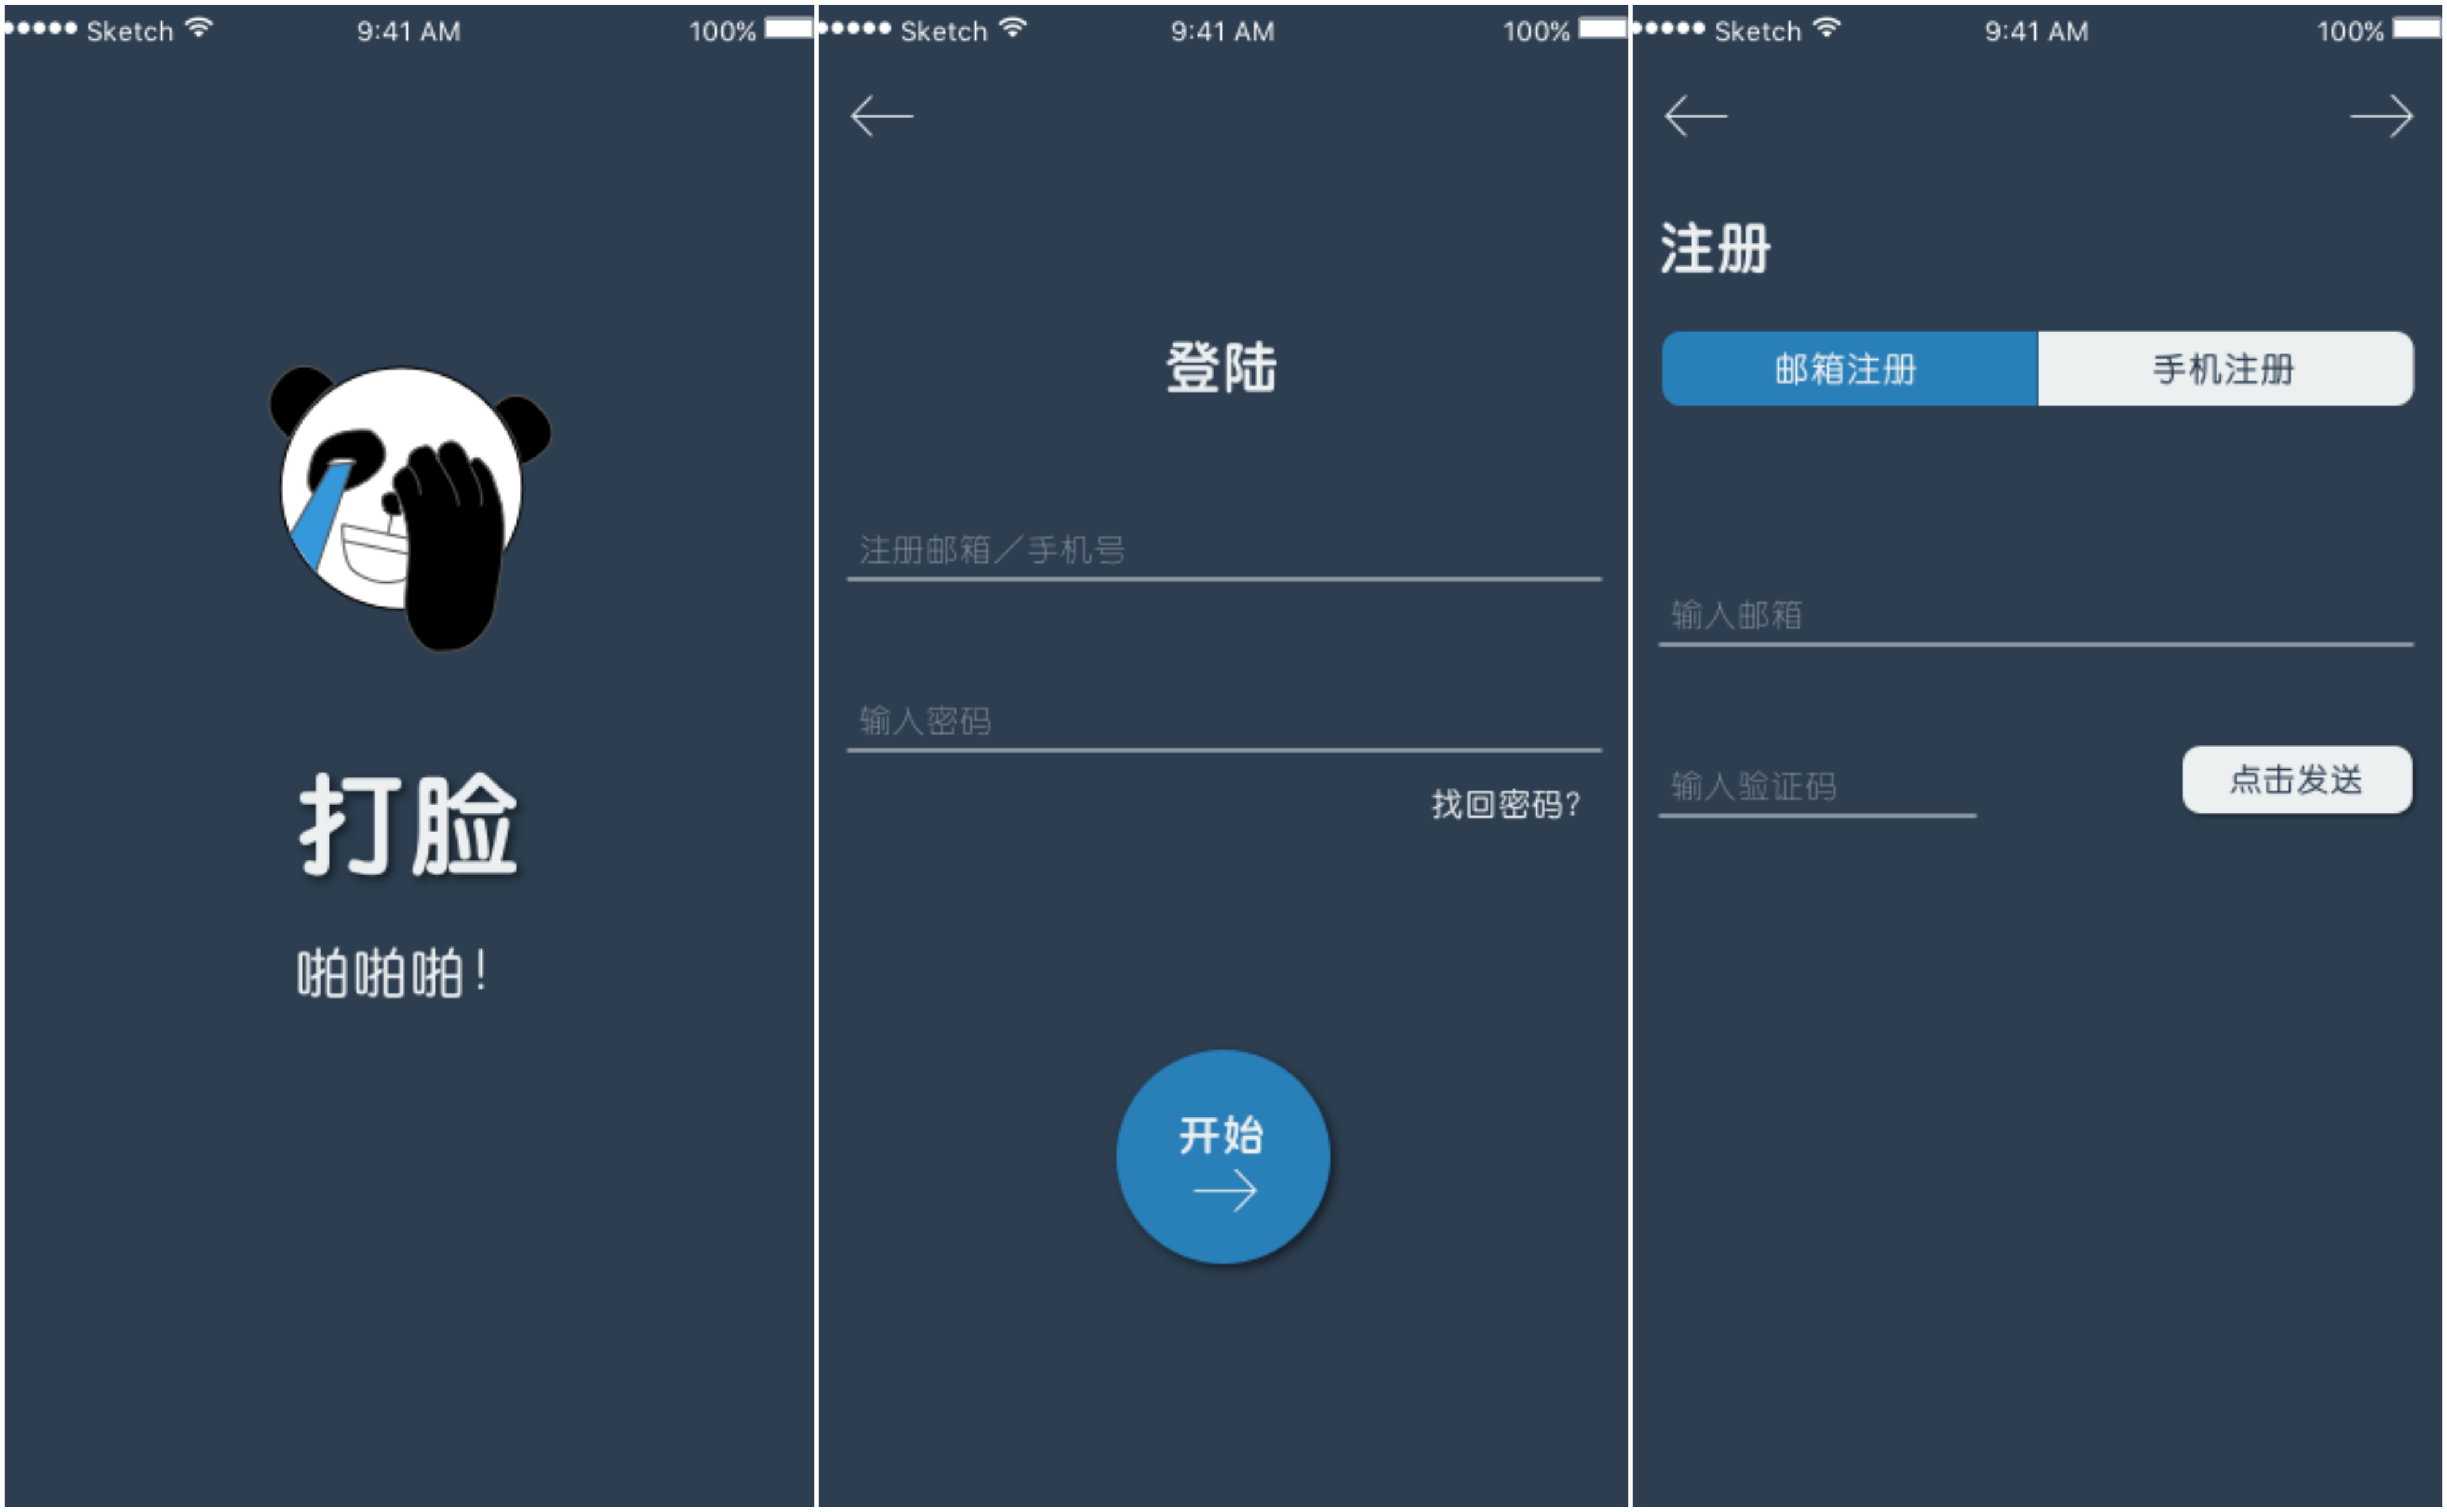 Sketch 9:41 AM 100%
打脸
啪啪啪！
Sketch 9:41 AM 100%
登陆
注册邮箱／手机号
输入密码
找回密码？
开始
Sketch 9:41 AM 100%
注册
邮箱注册 手机注册
输入邮箱
输入验证码 点击发送